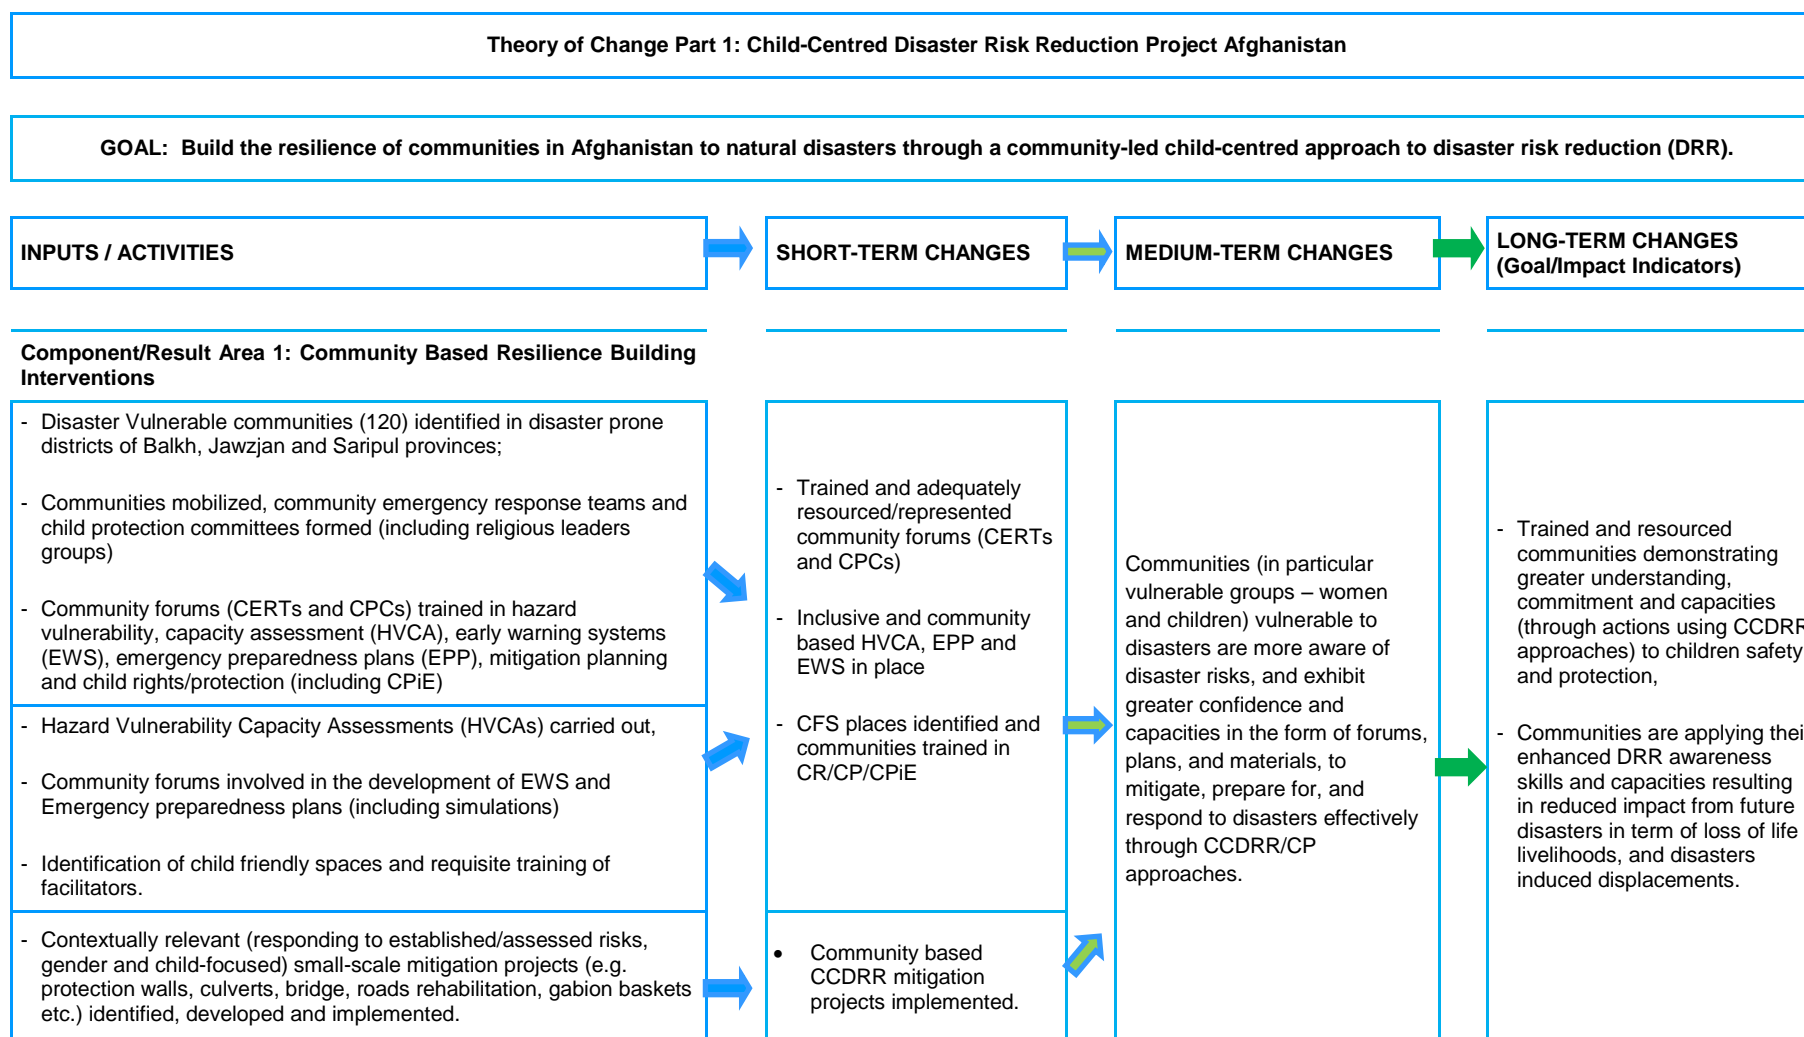 Theory of Change Part 1: Child-Centred Disaster Risk Reduction Project Afghanistan
GOAL: Build the resilience of communities in Afghanistan to natural disasters through a community-led child-centred approach to disaster risk reduction (DRR).
INPUTS / ACTIVITIES
SHORT-TERM CHANGES
MEDIUM-TERM CHANGES
LONG-TERM CHANGES
(Goal/Impact Indicators)
Component/Result Area 1: Community Based Resilience Building
Interventions
- Disaster Vulnerable communities (120) identified in disaster prone
districts of Balkh, Jawzjan and Saripul provinces;
- Communities mobilized, community emergency response teams and
child protection committees formed (including religious leaders
groups)
- Community forums (CERTs and CPCs) trained in hazard
vulnerability, capacity assessment (HVCA), early warning systems
(EWS), emergency preparedness plans (EPP), mitigation planning
and child rights/protection (including CPiE)
- Hazard Vulnerability Capacity Assessments (HVCAs) carried out,
- Community forums involved in the development of EWS and
Emergency preparedness plans (including simulations)
- Identification of child friendly spaces and requisite training of
facilitators.
- Contextually relevant (responding to established/assessed risks,
gender and child-focused) small-scale mitigation projects (e.g.
protection walls, culverts, bridge, roads rehabilitation, gabion baskets
etc.) identified, developed and implemented.
- Trained and adequately
resourced/represented
community forums (CERTs
and CPCs)
- Inclusive and community
based HVCA, EPP and
EWS in place
- CFS places identified and
communities trained in
CR/CP/CPiE
• Community based
CCDRR mitigation
projects implemented.
Communities (in particular
vulnerable groups – women
and children) vulnerable to
disasters are more aware of
disaster risks, and exhibit
greater confidence and
capacities in the form of forums,
plans, and materials, to
mitigate, prepare for, and
respond to disasters effectively
through CCDRR/CP
approaches.
- Trained and resourced
communities demonstrating
greater understanding,
commitment and capacities
(through actions using CCDRR
approaches) to children safety
and protection,
- Communities are applying thei
enhanced DRR awareness
skills and capacities resulting
in reduced impact from future
disasters in term of loss of life
livelihoods, and disasters
induced displacements.